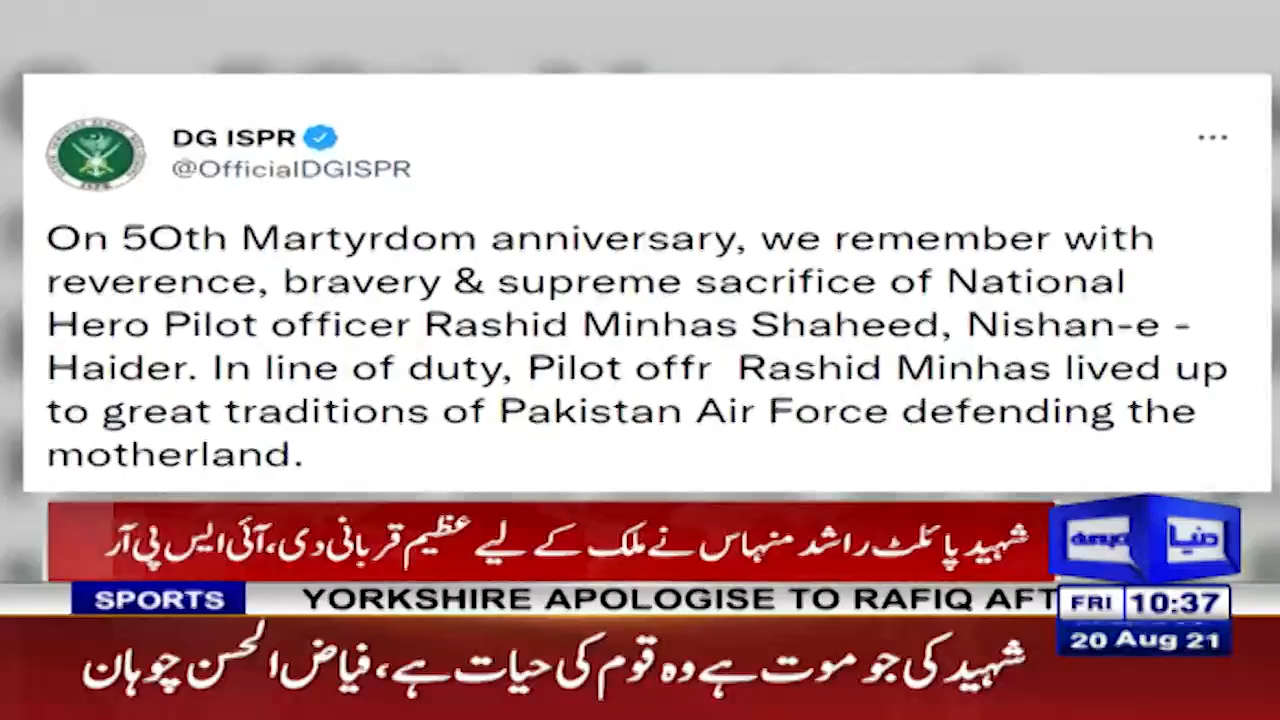 DG ISPR
@OfficialDGISPR
On 50th Martyrdom anniversary, we remember with
reverence, bravery & supreme sacrifice of National
Hero Pilot officer Rashid Minhas Shaheed, Nishan-e -
Haider. In line of duty, Pilot offr Rashid Minhas lived up
to great traditions of Pakistan Air Force defending the
motherland.
شہید پائلٹ راشد منہاس نے ملک کے لیے عظیم قربانی دی، آئی ایس پی آر
دنیا
SPORTS
YORKSHIRE APOLOGISE TO RAFIQ AFT
FRI 10:37
20 Aug 21
شہید کی جو موت ہے وہ قوم کی حیات ہے، فیاض الحسن چوہان